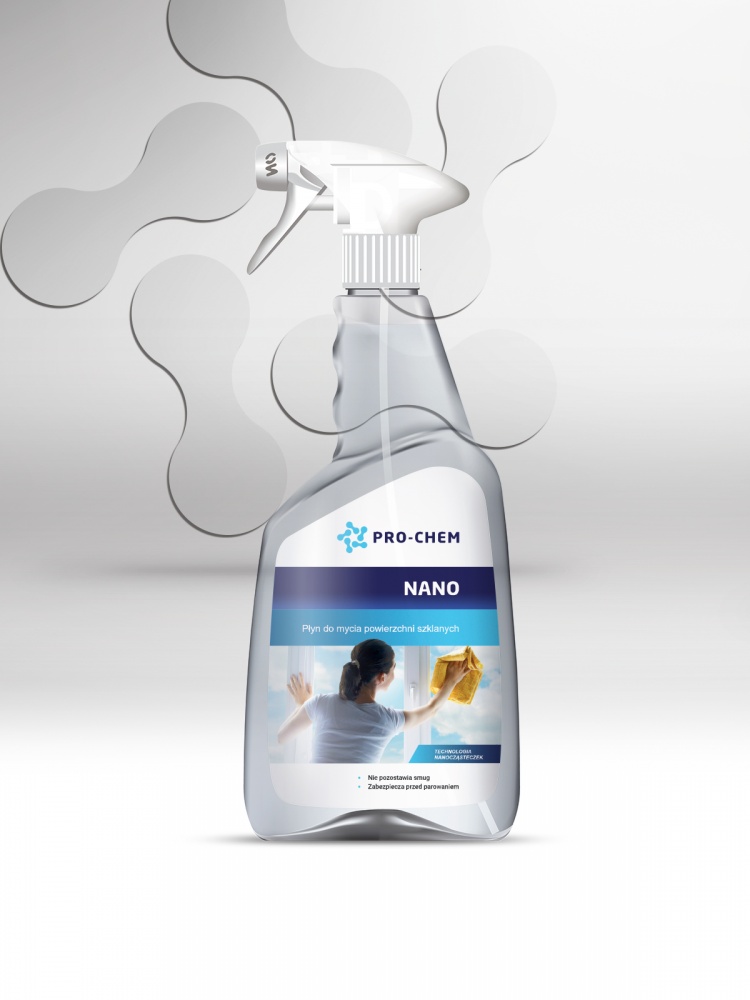 PRO-CHEM
NANO
Płyn do mycia powierzchni szklanych
TECHNOLOGIA
NANOCZĄSTECZEK
Nie pozostawia smug
Zabezpiecza przed parowaniem